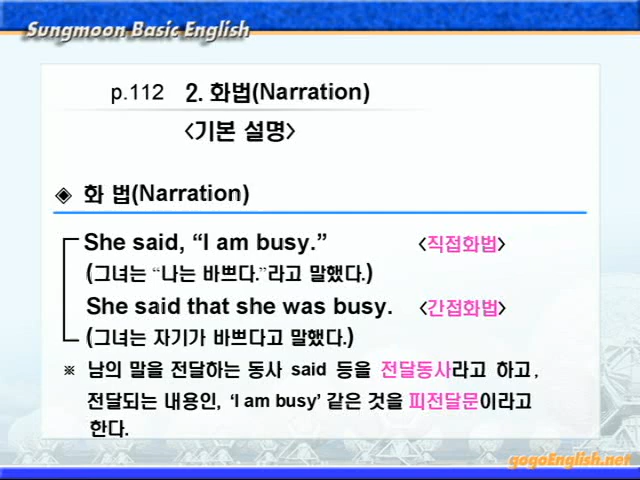 Sungmoon Basic English
p.112 2. 화법(Narration)
<기본 설명>
◈ 화 법(Narration)
She said, “I am busy.” <직접화법>
(그녀는 “나는 바쁘다.”라고 말했다.)
She said that she was busy. <간접화법>
(그녀는 자기가 바쁘다고 말했다.)
※ 남의 말을 전달하는 동사 said 등을 전달동사라고 하고,
전달되는 내용인, ‘I am busy’ 같은 것을 피전달문이라고
한다.
gogoEnglish.net